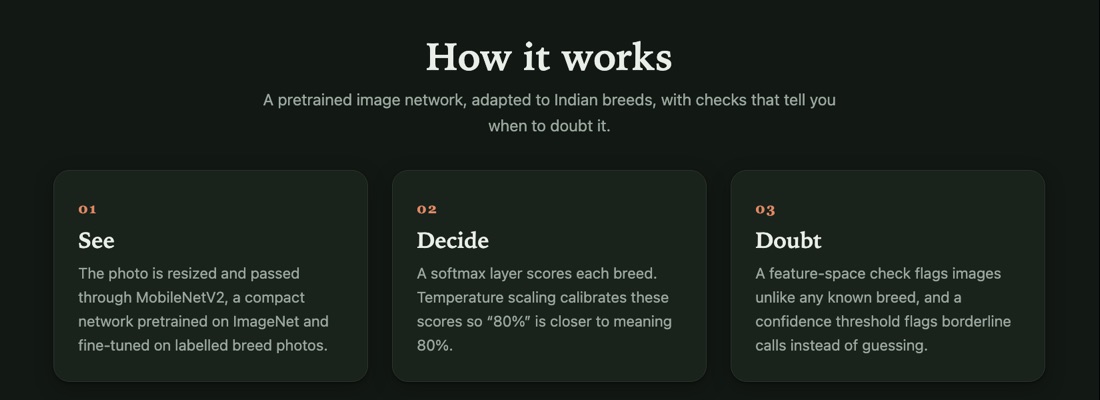 How it works
A pretrained image network, adapted to Indian breeds, with checks that tell you
when to doubt it.
01
See
The photo is resized and passed
through MobileNetV2, a compact
network pretrained on ImageNet and
fine-tuned on labelled breed photos.
02
Decide
A softmax layer scores each breed.
Temperature scaling calibrates these
scores so “80%” is closer to meaning
80%.
03
Doubt
A feature-space check flags images
unlike any known breed, and a
confidence threshold flags borderline
calls instead of guessing.